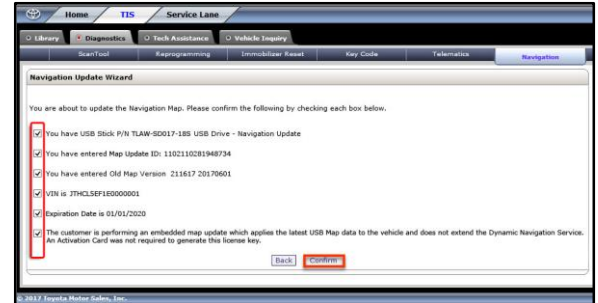 Home TIS Service Lane
Library Diagnostics Tech Assistance Vehicle Inquiry
ScanTool Reprogramming Immobilizer Reset Key Code Telematics Navigation
Navigation Update Wizard
You are about to update the Navigation Map. Please confirm the following by checking each box below.
You have USB Stick P/N TLAW-SD017-18S USB Drive - Navigation Update
You have entered Map Update ID: 1102110281948734
You have entered Old Map Version 211617 20170601
VIN is JTHCL5EF1E0000001
Expiration Date is 01/01/2020
The customer is performing an embedded map update which applies the latest USB Map data to the vehicle and does not extend the Dynamic Navigation Service.
An Activation Card was not required to generate this license key.
Back Confirm
© 2017 Toyota Motor Sales, Inc.